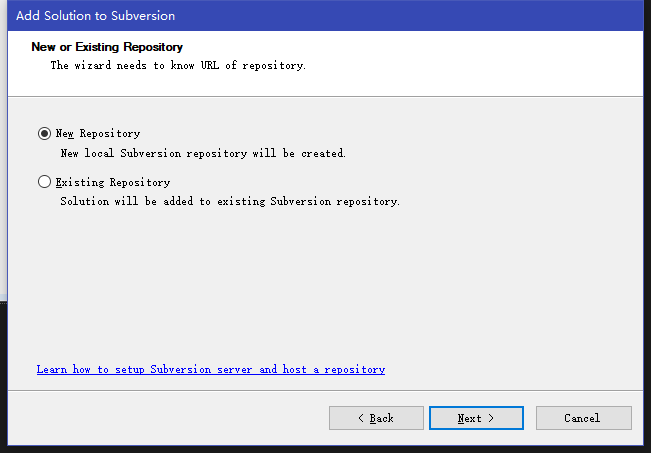 Add Solution to Subversion
New or Existing Repository
The wizard needs to know URL of repository.
New Repository
New local Subversion repository will be created.
Existing Repository
Solution will be added to existing Subversion repository.
Learn how to setup Subversion server and host a repository
< Back
Next >
Cancel